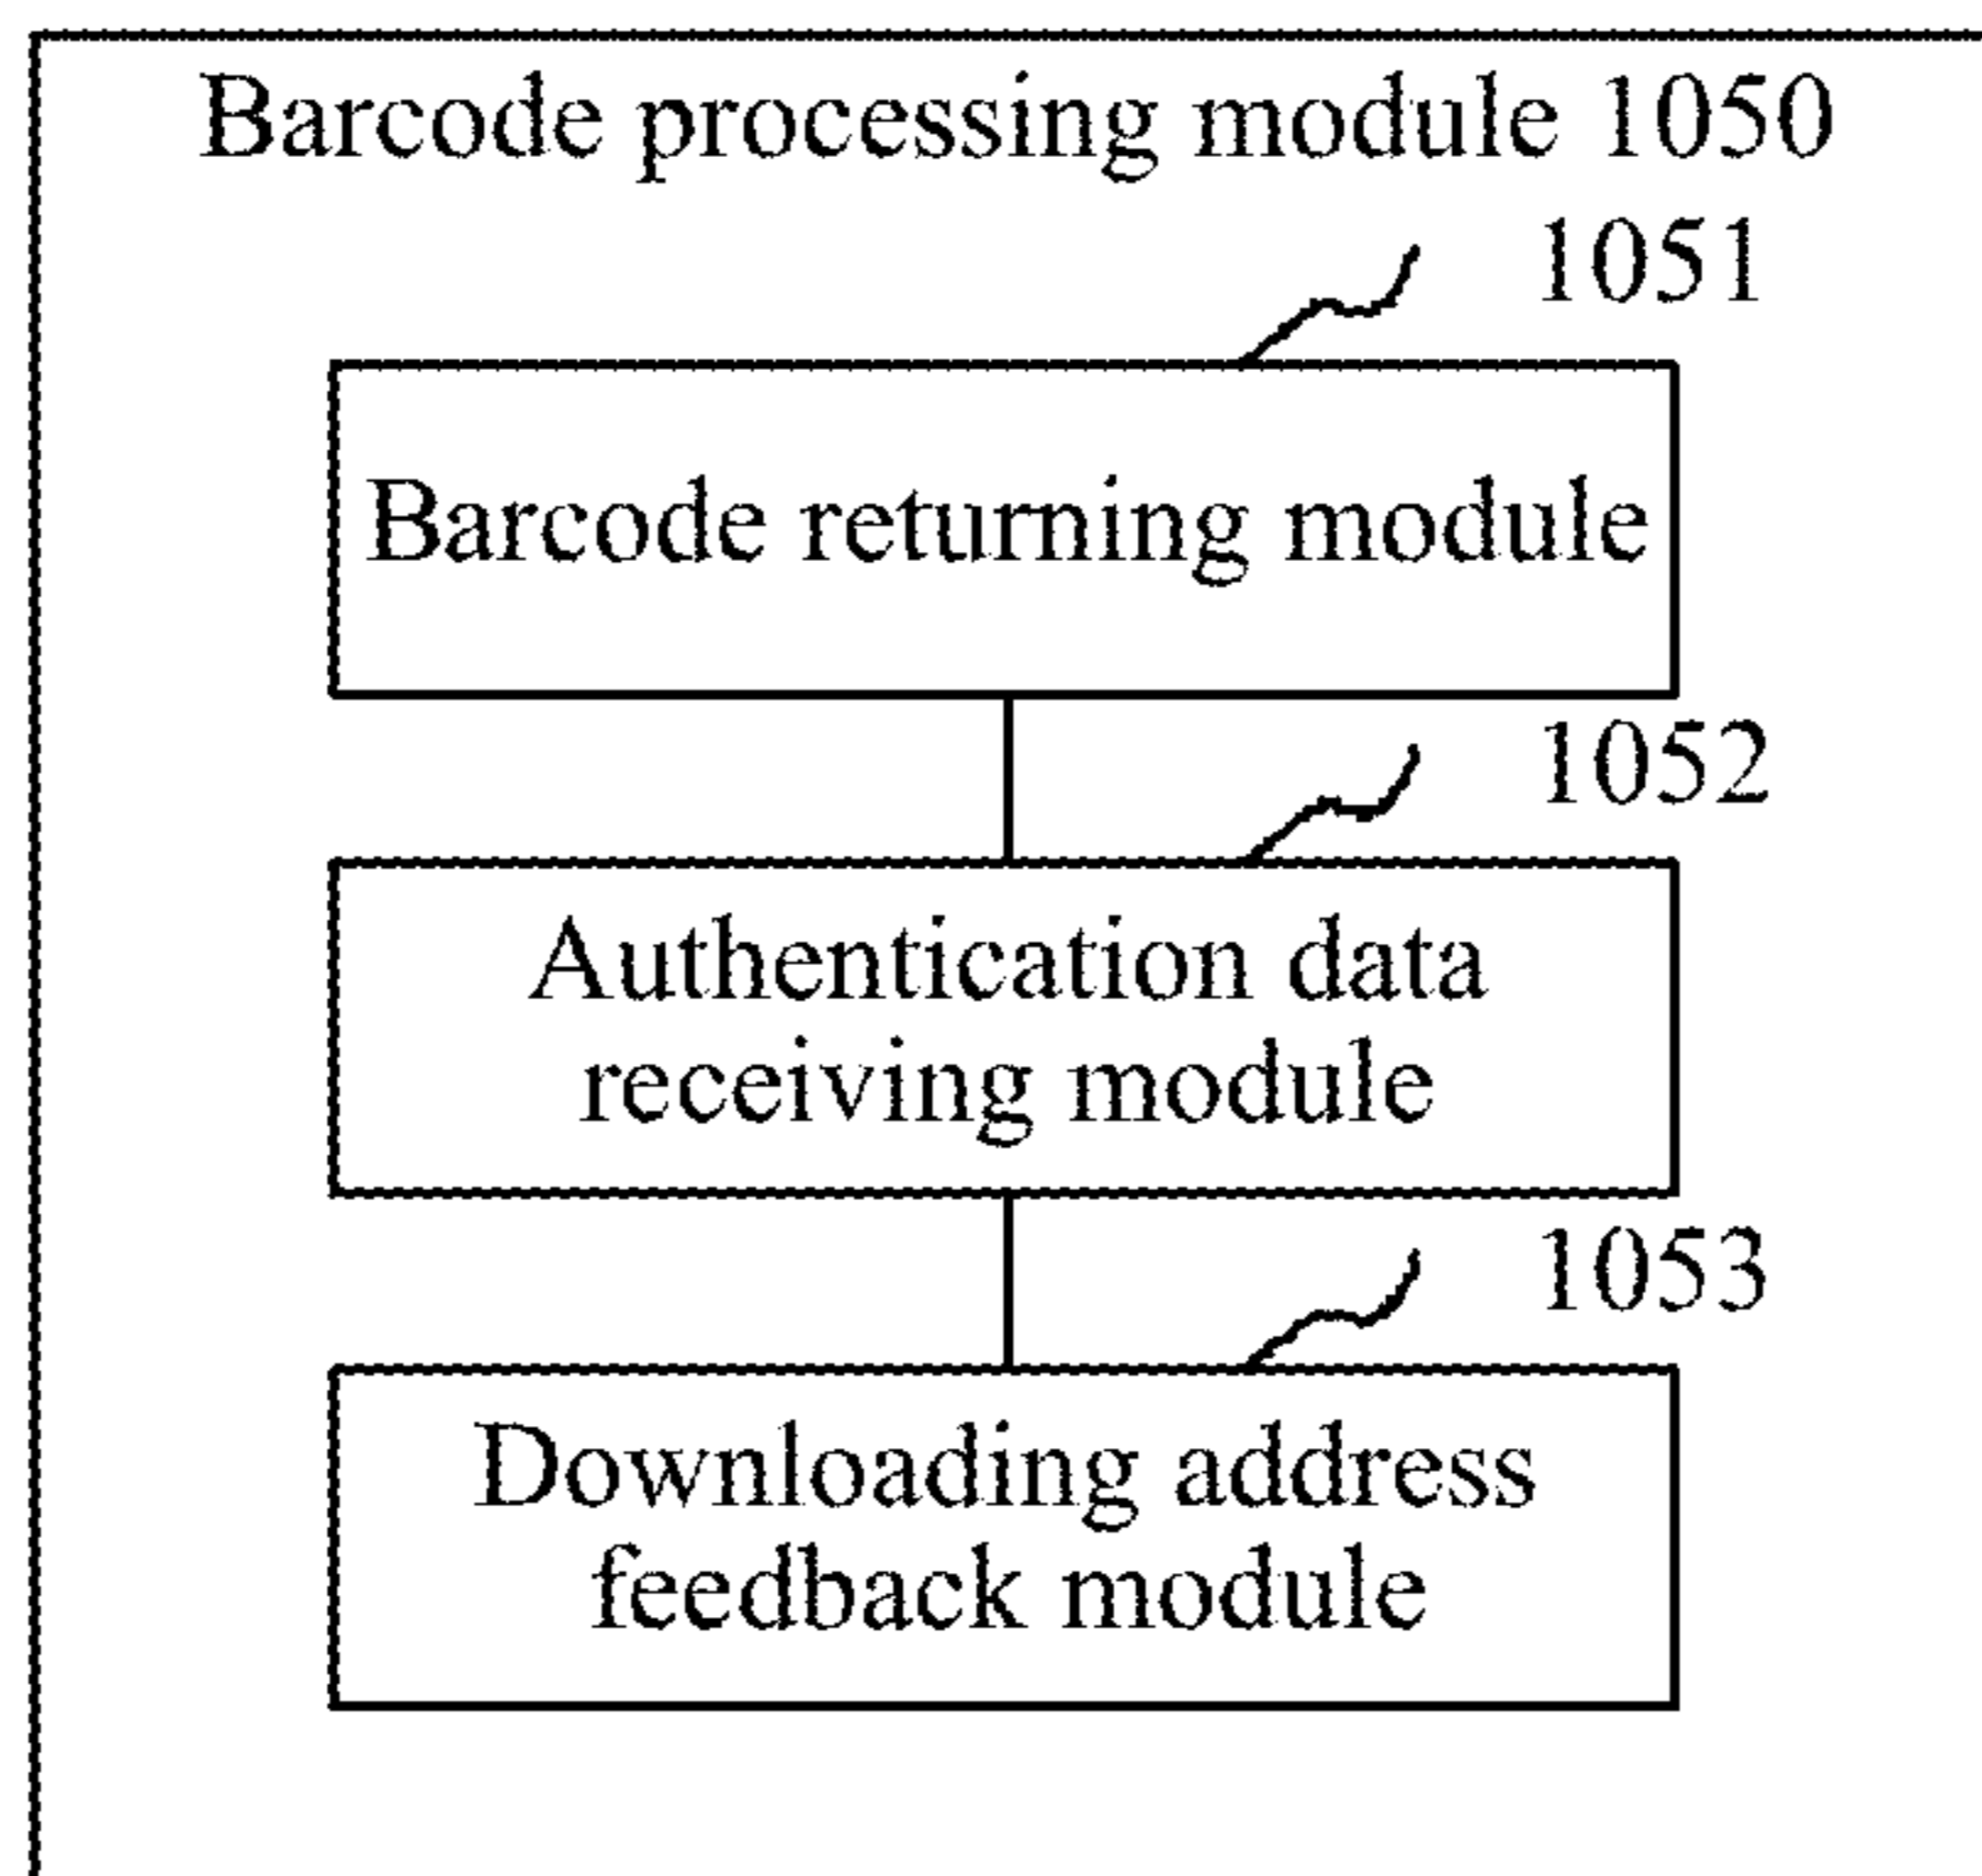 Barcode processing module 1050
1051
Barcode returning module
1052
Authentication data
receiving module
1053
Downloading address
feedback module